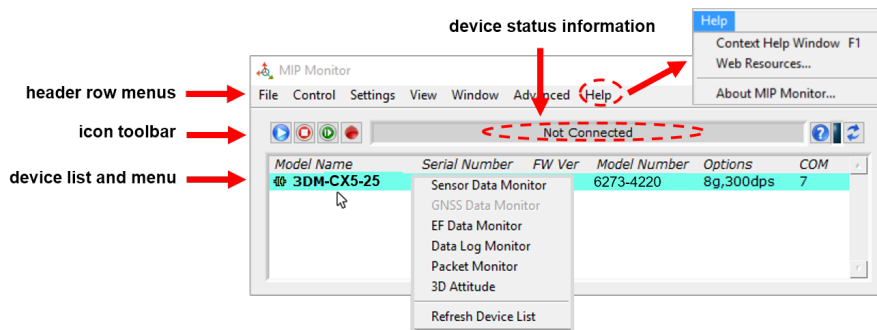 Help
device status information
Context Help Window F1
Web Resources...
MIP Monitor
About MIP Monitor...
header row menus
File Control Settings View Window Advanced Help
icon toolbar
Not Connected
?
Model Name Serial Number FW Ver Model Number Options COM
device list and menu
3DM-CX5-25 6273-4220 8g,300dps 7
Sensor Data Monitor
GNSS Data Monitor
EF Data Monitor
Data Log Monitor
Packet Monitor
3D Attitude
Refresh Device List